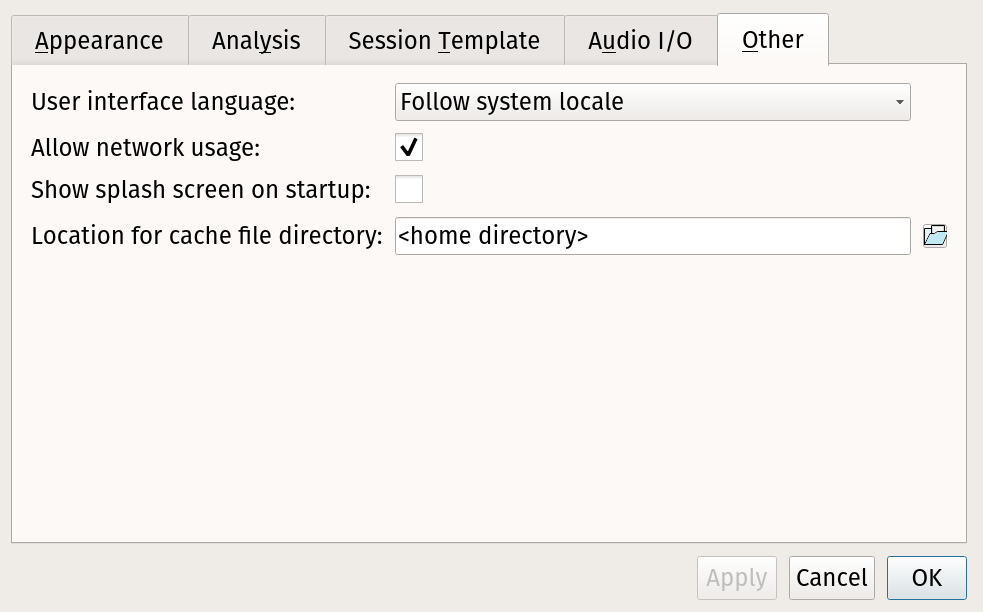 Appearance Analysis Session Template Audio I/O Other
User interface language: Follow system locale
Allow network usage:
Show splash screen on startup:
Location for cache file directory: <home directory>
Apply Cancel OK